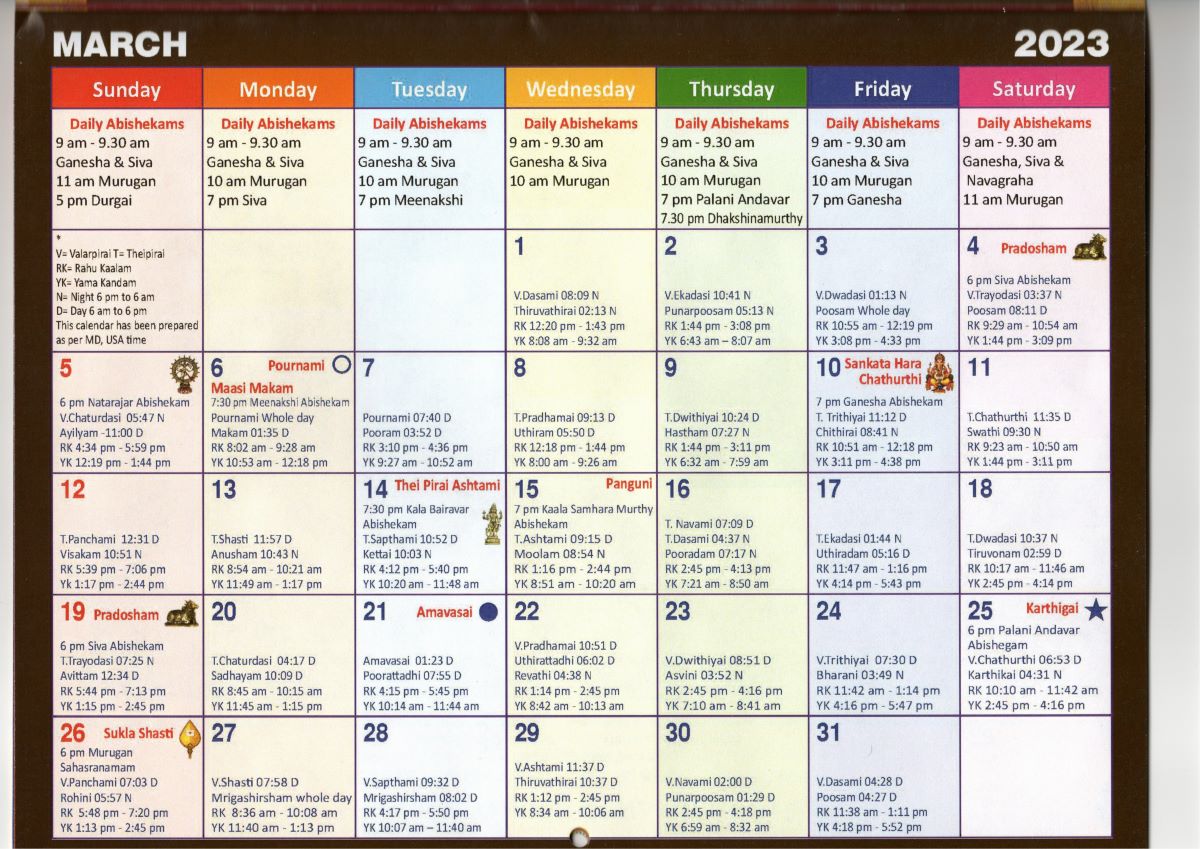 MARCH
2023
Sunday
Monday
Tuesday
Wednesday
Thursday
Friday
Saturday
Daily Abishekams
9 am - 9.30 am
Ganesha & Siva
11 am Murugan
5 pm Durgai
Daily Abishekams
9 am - 9.30 am
Ganesha & Siva
10 am Murugan
7 pm Siva
Daily Abishekams
9 am - 9.30 am
Ganesha & Siva
10 am Murugan
7 pm Meenakshi
Daily Abishekams
9 am - 9.30 am
Ganesha & Siva
10 am Murugan
Daily Abishekams
9 am - 9.30 am
Ganesha & Siva
10 am Murugan
7 pm Palani Andavar
7.30 pm Dhakshinamurthy
Daily Abishekams
9 am - 9.30 am
Ganesha & Siva
10 am Murugan
7 pm Ganesha
Daily Abishekams
9 am - 9.30 am
Ganesha, Siva &
Navagraha
11 am Murugan
*
V= Valarpirai T= Theipirai
RK= Rahu Kaalam
YK= Yama Kandam
N= Night 6 pm to 6 am
D= Day 6 am to 6 pm
This calendar has been prepared
as per MD, USA time
1
V.Dasami 08:09 N
Thiruvathirai 02:13 N
RK 12:20 pm - 1:43 pm
YK 8:08 am - 9:32 am
2
V.Ekadasi 10:41 N
Punarpoosam 05:13 N
RK 1:44 pm - 3:08 pm
YK 6:43 am – 8:07 am
3
V.Dwadasi 01:13 N
Poosam Whole day
RK 10:55 am - 12:19 pm
YK 3:08 pm - 4:33 pm
4 Pradosham
6 pm Siva Abishekam
V.Trayodasi 03:37 N
Poosam 08:11 D
RK 9:29 am - 10:54 am
YK 1:44 pm - 3:09 pm
5
6 pm Natarajar Abishekam
V.Chaturdasi 05:47 N
Ayilyam -11:00 D
RK 4:34 pm - 5:59 pm
YK 12:19 pm - 1:44 pm
6 Pournami
Maasi Makam
7:30 pm Meenakshi Abishekam
Pournami Whole day
Makam 01:35 D
RK 8:02 am - 9:28 am
YK 10:53 am - 12:18 pm
7
Pournami 07:40 D
Pooram 03:52 D
RK 3:10 pm - 4:36 pm
YK 9:27 am - 10:52 am
8
T.Pradhamai 09:13 D
Uthiram 05:50 D
RK 12:18 pm - 1:44 pm
YK 8:00 am - 9:26 am
9
T.Dwithiyai 10:24 D
Hastham 07:27 N
RK 1:44 pm - 3:11 pm
YK 6:32 am - 7:59 am
10 Sankata Hara
Chathurthi
7 pm Ganesha Abishekam
T. Trithiyai 11:12 D
Chithirai 08:41 N
RK 10:51 am - 12:18 pm
YK 3:11 pm - 4:38 pm
11
T.Chathurthi 11:35 D
Swathi 09:30 N
RK 9:23 am - 10:50 am
YK 1:44 pm - 3:11 pm
12
T.Panchami 12:31 D
Visakam 10:51 N
RK 5:39 pm - 7:06 pm
Yk 1:17 pm - 2:44 pm
13
T.Shasti 11:57 D
Anusham 10:43 N
RK 8:54 am - 10:21 am
YK 11:49 am - 1:17 pm
14 Thei Pirai Ashtami
7:30 pm Kala Bairavar
Abishekam
T.Sapthami 10:52 D
Kettai 10:03 N
RK 4:12 pm - 5:40 pm
YK 10:20 am - 11:48 am
15 Panguni
7 pm Kaala Samhara Murthy
Abishekam
T.Ashtami 09:15 D
Moolam 08:54 N
RK 1:16 pm - 2:44 pm
YK 8:51 am - 10:20 am
16
T. Navami 07:09 D
T.Dasami 04:37 N
Pooradam 07:17 N
RK 2:45 pm - 4:13 pm
YK 7:21 am - 8:50 am
17
T.Ekadasi 01:44 N
Uthiradam 05:16 D
RK 11:47 am - 1:16 pm
YK 4:14 pm - 5:43 pm
18
T.Dwadasi 10:37 N
Tiruvonam 02:59 D
RK 10:17 am - 11:46 am
YK 2:45 pm - 4:14 pm
19 Pradosham
6 pm Siva Abishekam
T.Trayodasi 07:25 N
Avittam 12:34 D
RK 5:44 pm - 7:13 pm
YK 1:15 pm - 2:45 pm
20
T.Chaturdasi 04:17 D
Sadhayam 10:09 D
RK 8:45 am - 10:15 am
YK 11:45 am - 1:15 pm
21 Amavasai
Amavasai 01:23 D
Poorattadhi 07:55 D
RK 4:15 pm - 5:45 pm
YK 10:14 am - 11:44 am
22
V.Pradhamai 10:51 D
Uthirattadhi 06:02 D
Revathi 04:38 N
RK 1:14 pm - 2:45 pm
YK 8:42 am - 10:13 am
23
V.Dwithiyai 08:51 D
Asvini 03:52 N
RK 2:45 pm - 4:16 pm
YK 7:10 am - 8:41 am
24
V.Trithiyai 07:30 D
Bharani 03:49 N
RK 11:42 am - 1:14 pm
YK 4:16 pm - 5:47 pm
25 Karthigai
6 pm Palani Andavar
Abishegam
V.Chathurthi 06:53 D
Karthikai 04:31 N
RK 10:10 am - 11:42 am
YK 2:45 pm - 4:16 pm
26 Sukla Shasti
6 pm Murugan
Sahasranamam
V.Panchami 07:03 D
Rohini 05:57 N
RK 5:48 pm - 7:20 pm
YK 1:13 pm - 2:45 pm
27
V.Shasti 07:58 D
Mrigashirsham whole day
RK 8:36 am - 10:08 am
YK 11:40 am - 1:13 pm
28
V.Sapthami 09:32 D
Mrigashirsham 08:02 D
RK 4:17 pm - 5:50 pm
YK 10:07 am – 11:40 am
29
V.Ashtami 11:37 D
Thiruvathirai 10:37 D
RK 1:12 pm - 2:45 pm
YK 8:34 am - 10:06 am
30
V.Navami 02:00 D
Punarpoosam 01:29 D
RK 2:45 pm - 4:18 pm
YK 6:59 am - 8:32 am
31
V.Dasami 04:28 D
Poosam 04:27 D
RK 11:38 am - 1:11 pm
YK 4:18 pm - 5:52 pm